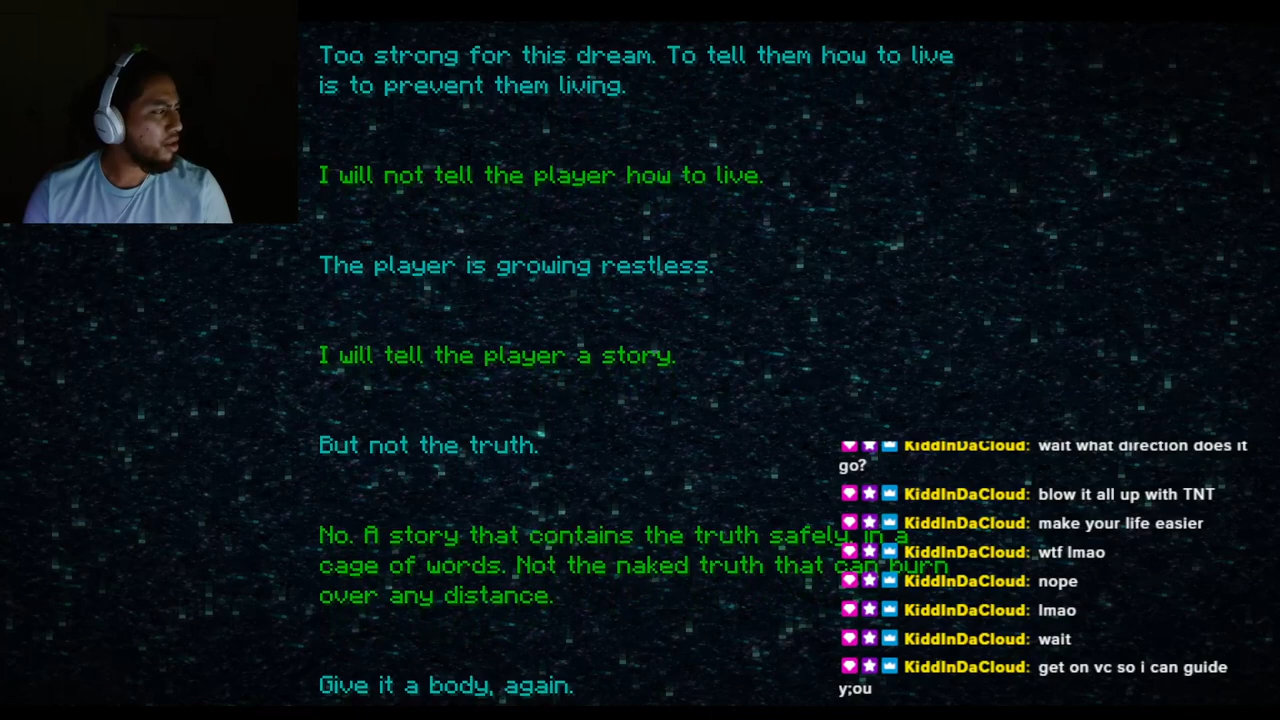 Too strong for this dream. To tell them how to live
is to prevent them living.
I will not tell the player how to live.
The player is growing restless.
I will tell the player a story.
But not the truth.
No. A story that contains the truth safely, in a
cage of words. Not the naked truth that can burn
over any distance.
Give it a body, again.
KiddInDaCloud: wait what direction does it
go?
KiddInDaCloud: blow it all up with TNT
KiddInDaCloud: make your life easier
KiddInDaCloud: wtf lmao
KiddInDaCloud: nope
KiddInDaCloud: lmao
KiddInDaCloud: wait
KiddInDaCloud: get on vc so i can guide
y;ou